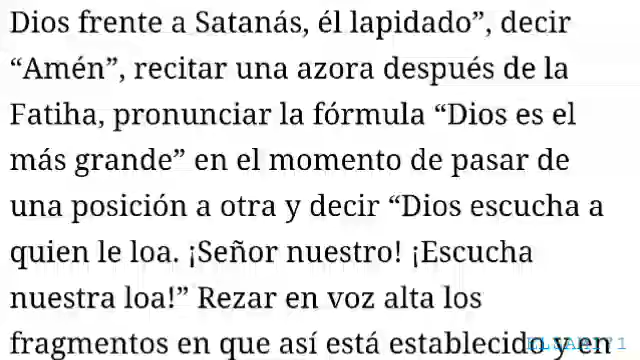 Dios frente a Satanás, él lapidado”, decir
“Amén”, recitar una azora después de la
Fatiha, pronunciar la fórmula “Dios es el
más grande” en el momento de pasar de
una posición a otra y decir “Dios escucha a
quien le loa. ¡Señor nuestro! ¡Escucha
nuestra loa!” Rezar en voz alta los
fragmentos en que así está establecido y en